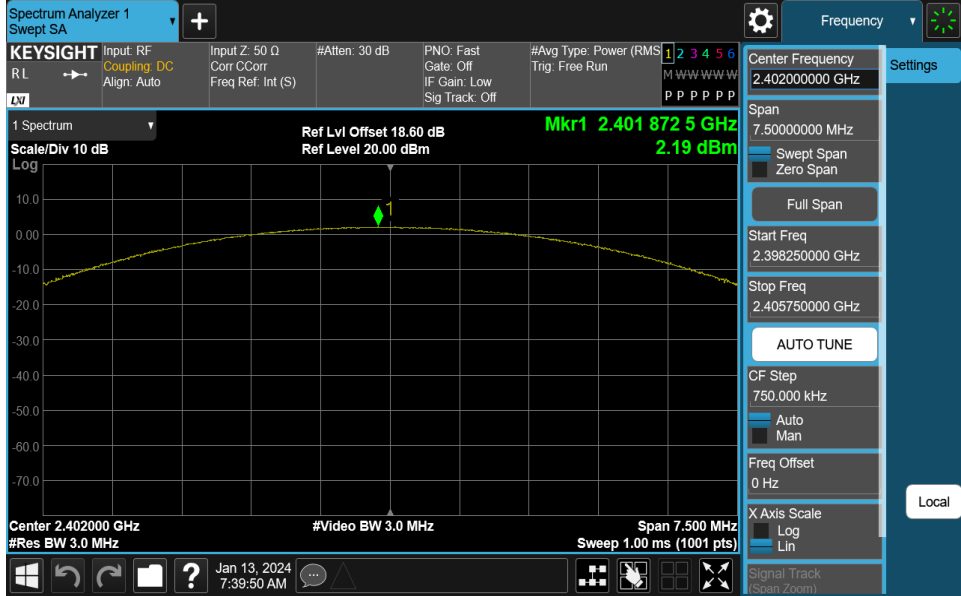 Spectrum Analyzer 1
Swept SA
+
Frequency
KEYSIGHT
R L
LXI
Input: RF
Coupling: DC
Align: Auto
Input Z: 50 Ω
Corr CCorr
Freq Ref: Int (S)
#Atten: 30 dB
PNO: Fast
Gate: Off
IF Gain: Low
Sig Track: Off
#Avg Type: Power (RMS
Trig: Free Run
1 2 3 4 5 6
M W W W W W
P P P P P P
1 Spectrum
Scale/Div 10 dB
Log
Ref Lvl Offset 18.60 dB
Ref Level 20.00 dBm
Mkr1 2.401 872 5 GHz
2.19 dBm
1
10.0
0.00
-10.0
-20.0
-30.0
-40.0
-50.0
-60.0
-70.0
Center 2.402000 GHz
#Res BW 3.0 MHz
#Video BW 3.0 MHz
Span 7.500 MHz
Sweep 1.00 ms (1001 pts)
Center Frequency
2.402000000 GHz
Span
7.50000000 MHz
Swept Span
Zero Span
Full Span
Start Freq
2.398250000 GHz
Stop Freq
2.405750000 GHz
AUTO TUNE
CF Step
750.000 kHz
Auto
Man
Freq Offset
0 Hz
X Axis Scale
Log
Lin
Signal Track
(Span Zoom)
Settings
Local
?
Jan 13, 2024
7:39:50 AM